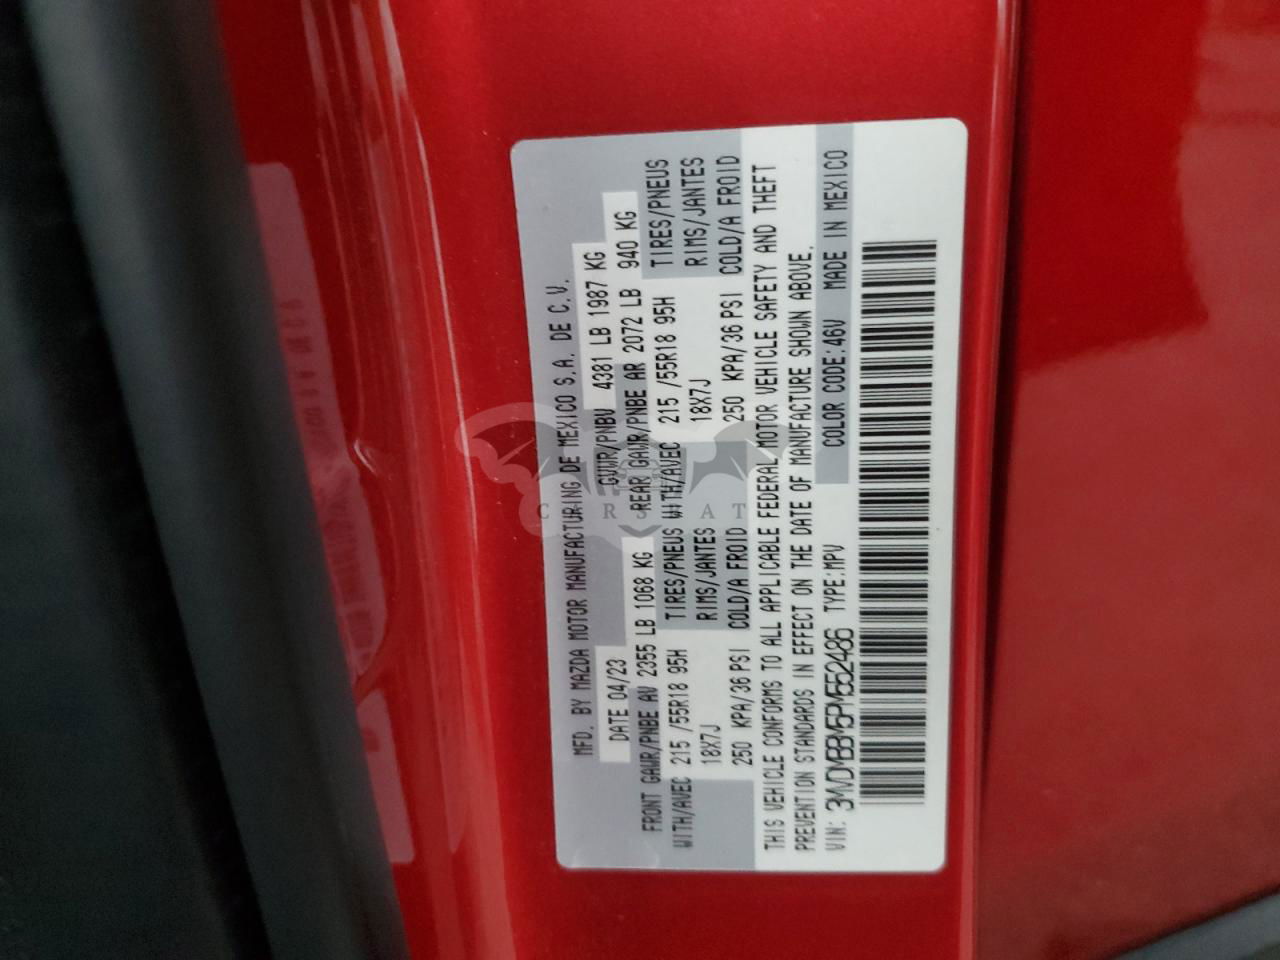 MFD. BY MAZDA MOTOR MANUFACTURING DE MEXICO S.A. DE C.V.
DATE 04/23 GVWR/PNBV 4381 LB 1987 KG
FRONT GAWR/PNBE AV 2355 LB 1068 KG REAR GAWR/PNBE AR 2072 LB 940 KG
WITH/AVEC 215 /55R18 95H TIRES/PNEUS WITH/AVEC 215 /55R18 95H TIRES/PNEUS
18X7J RIMS/JANTES 18X7J RIMS/JANTES
250 KPA/36 PSI COLD/A FROID 250 KPA/36 PSI COLD/A FROID
THIS VEHICLE CONFORMS TO ALL APPLICABLE FEDERAL MOTOR VEHICLE SAFETY AND THEFT
PREVENTION STANDARDS IN EFFECT ON THE DATE OF MANUFACTURE SHOWN ABOVE.
VIN: 3MVDMBBM5PM552486 TYPE:MPV COLOR CODE:46V MADE IN MEXICO